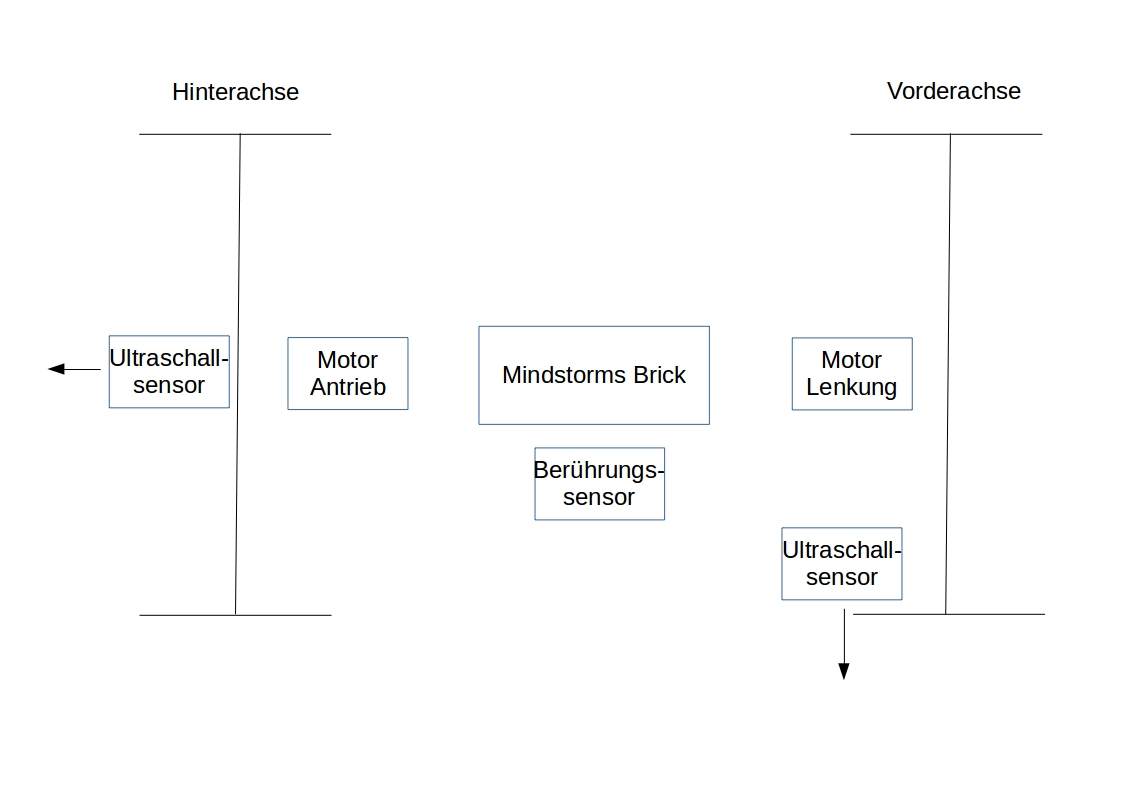 Hinterachse
Vorderachse
Ultraschall-
sensor
Motor
Antrieb
Mindstorms Brick
Motor
Lenkung
Berührungs-
sensor
Ultraschall-
sensor